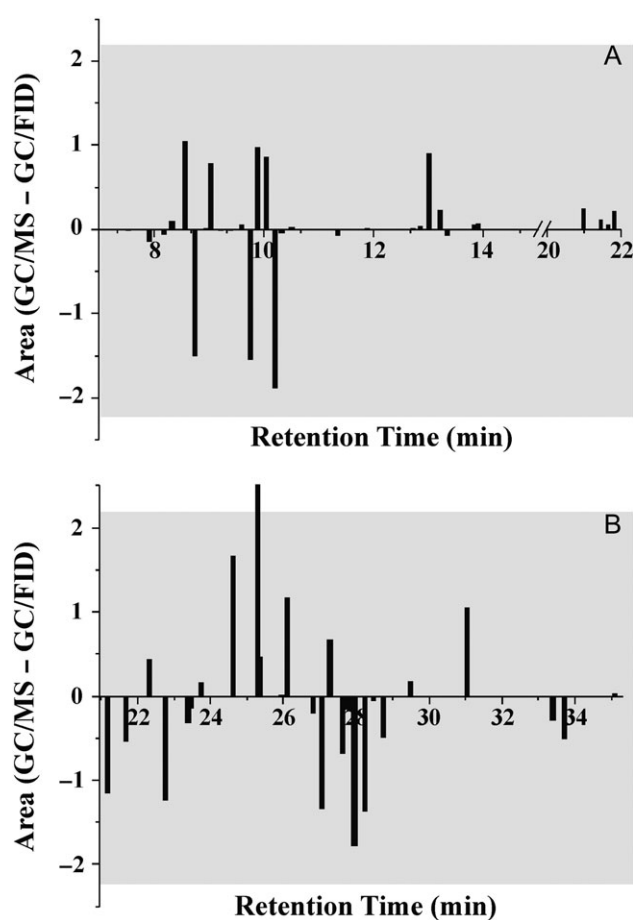 A
Area (GC/MS – GC/FID)
2
1
0
–1
–2
8 10 12 14 20 22
Retention Time (min)
B
Area (GC/MS – GC/FID)
2
1
0
–1
–2
22 24 26 28 30 32 34
Retention Time (min)